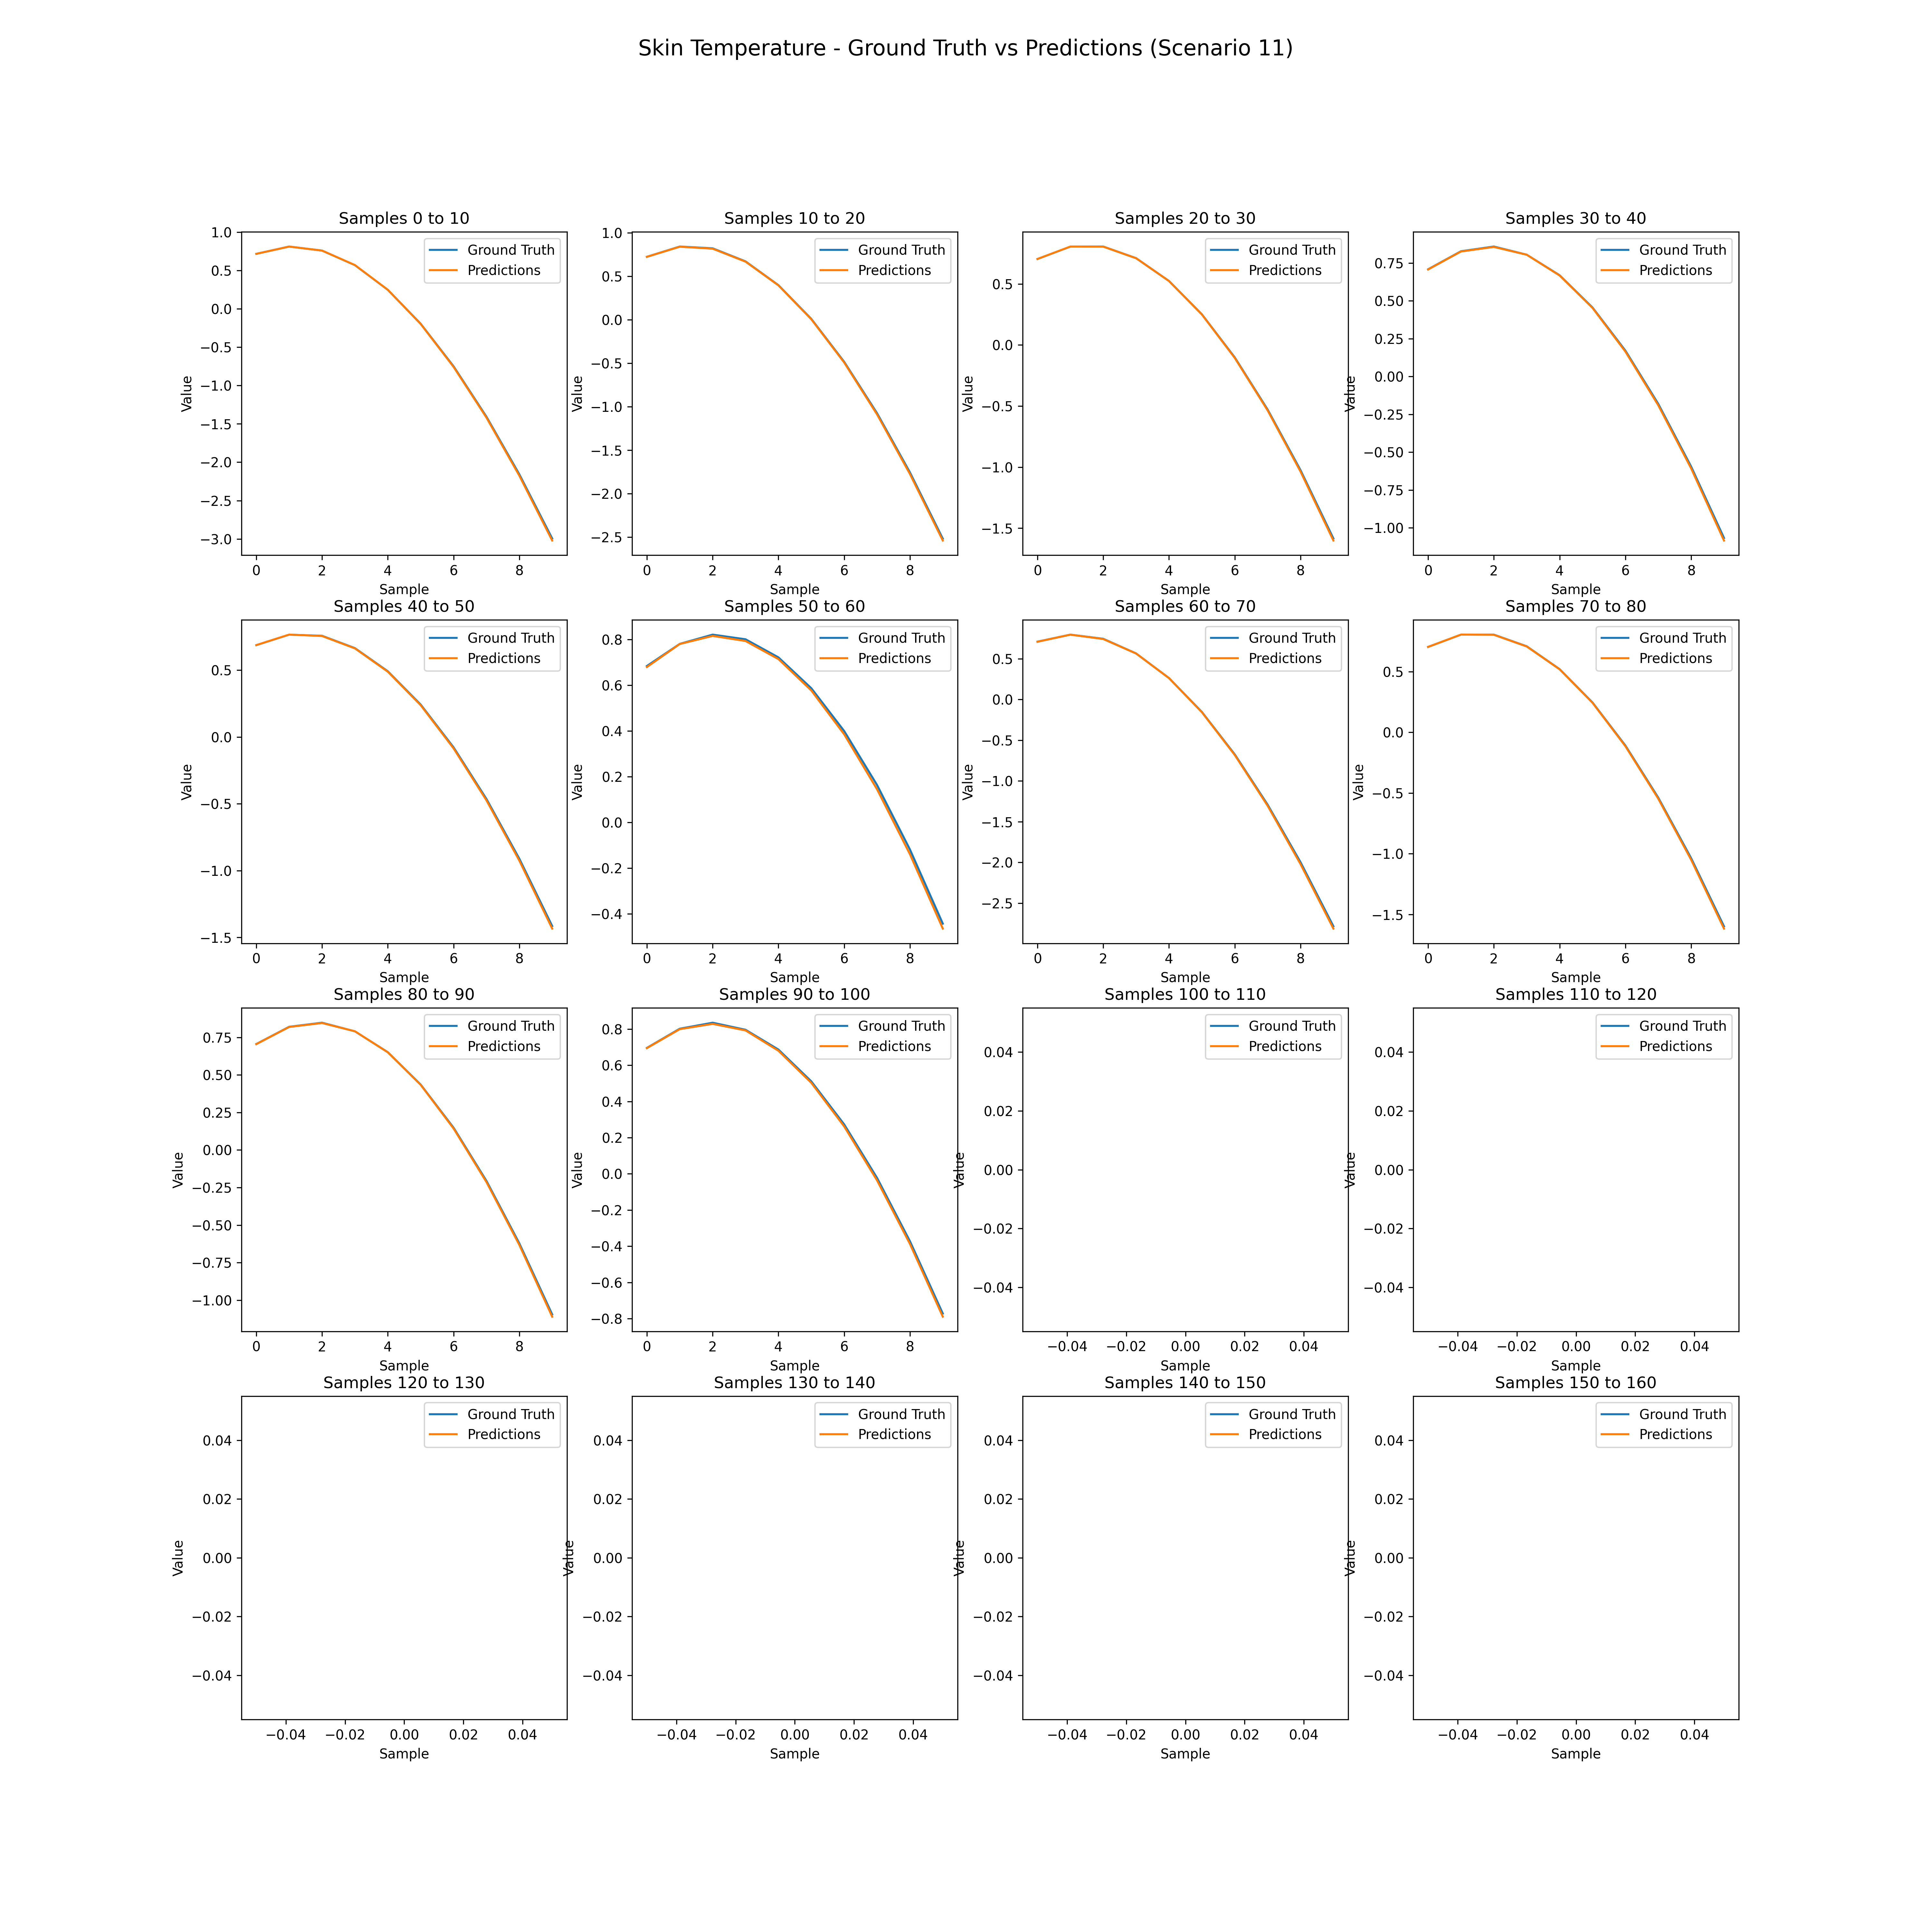 Skin Temperature - Ground Truth vs Predictions (Scenario 11)
Samples 0 to 10
Ground Truth
Predictions
1.0
0.5
0.0
−0.5
−1.0
−1.5
−2.0
−2.5
−3.0
Value
0 2 4 6 8
Sample
Samples 10 to 20
Ground Truth
Predictions
1.0
0.5
0.0
−0.5
−1.0
−1.5
−2.0
−2.5
Value
0 2 4 6 8
Sample
Samples 20 to 30
Ground Truth
Predictions
0.5
0.0
−0.5
−1.0
−1.5
Value
0 2 4 6 8
Sample
Samples 30 to 40
Ground Truth
Predictions
0.75
0.50
0.25
0.00
−0.25
−0.50
−0.75
−1.00
Value
0 2 4 6 8
Sample
Samples 40 to 50
Ground Truth
Predictions
0.5
0.0
−0.5
−1.0
−1.5
Value
0 2 4 6 8
Sample
Samples 50 to 60
Ground Truth
Predictions
0.8
0.6
0.4
0.2
0.0
−0.2
−0.4
Value
0 2 4 6 8
Sample
Samples 60 to 70
Ground Truth
Predictions
0.5
0.0
−0.5
−1.0
−1.5
−2.0
−2.5
Value
0 2 4 6 8
Sample
Samples 70 to 80
Ground Truth
Predictions
0.5
0.0
−0.5
−1.0
−1.5
Value
0 2 4 6 8
Sample
Samples 80 to 90
Ground Truth
Predictions
0.75
0.50
0.25
0.00
−0.25
−0.50
−0.75
−1.00
Value
0 2 4 6 8
Sample
Samples 90 to 100
Ground Truth
Predictions
0.8
0.6
0.4
0.2
0.0
−0.2
−0.4
−0.6
−0.8
Value
0 2 4 6 8
Sample
Samples 100 to 110
Ground Truth
Predictions
0.04
0.02
0.00
−0.02
−0.04
Value
−0.04 −0.02 0.00 0.02 0.04
Sample
Samples 110 to 120
Ground Truth
Predictions
0.04
0.02
0.00
−0.02
−0.04
Value
−0.04 −0.02 0.00 0.02 0.04
Sample
Samples 120 to 130
Ground Truth
Predictions
0.04
0.02
0.00
−0.02
−0.04
Value
−0.04 −0.02 0.00 0.02 0.04
Sample
Samples 130 to 140
Ground Truth
Predictions
0.04
0.02
0.00
−0.02
−0.04
Value
−0.04 −0.02 0.00 0.02 0.04
Sample
Samples 140 to 150
Ground Truth
Predictions
0.04
0.02
0.00
−0.02
−0.04
Value
−0.04 −0.02 0.00 0.02 0.04
Sample
Samples 150 to 160
Ground Truth
Predictions
0.04
0.02
0.00
−0.02
−0.04
Value
−0.04 −0.02 0.00 0.02 0.04
Sample